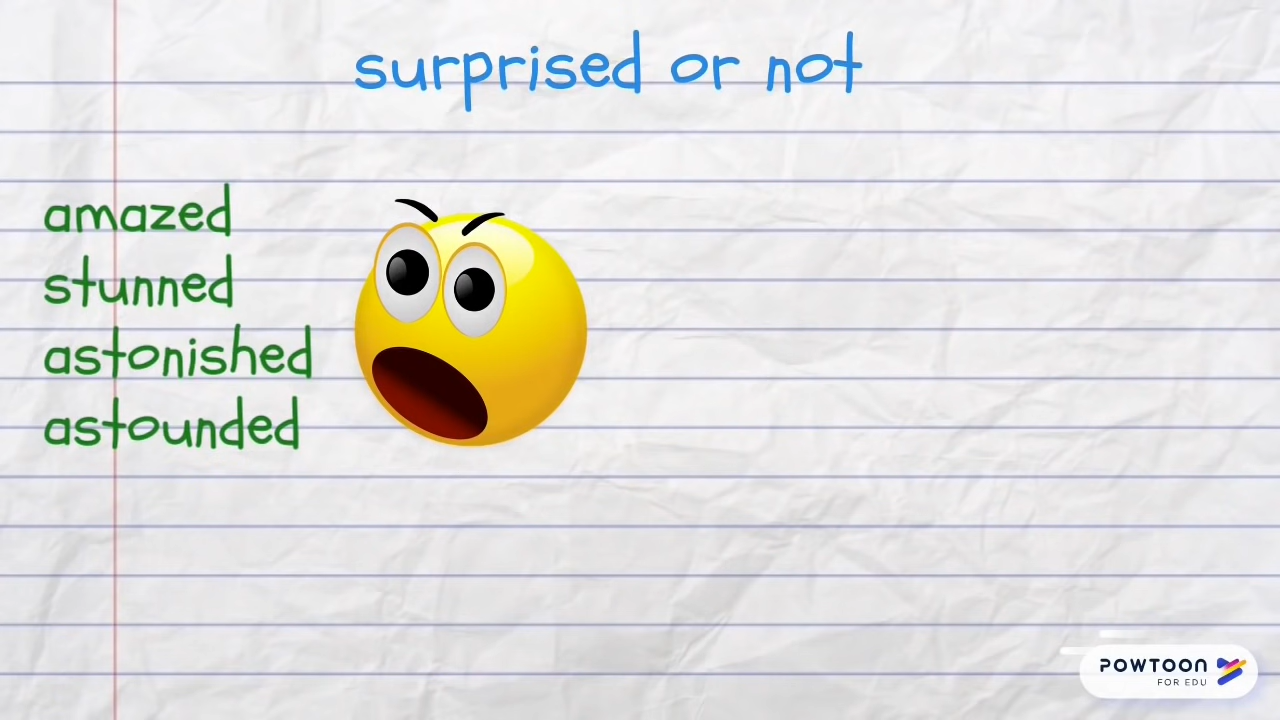 surprised or not
amazed
stunned
astonished
astounded
POWTOON
FOR EDU